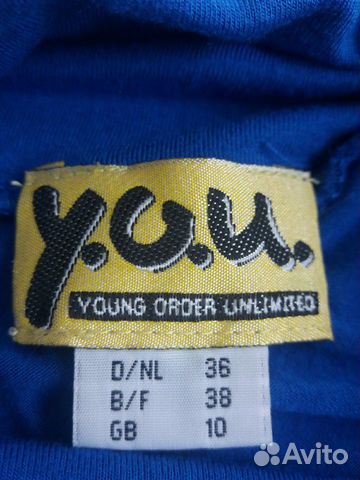 y.o.u.
YOUNG ORDER UNLIMITED
D/NL 36
B/F 38
GB 10
Avito